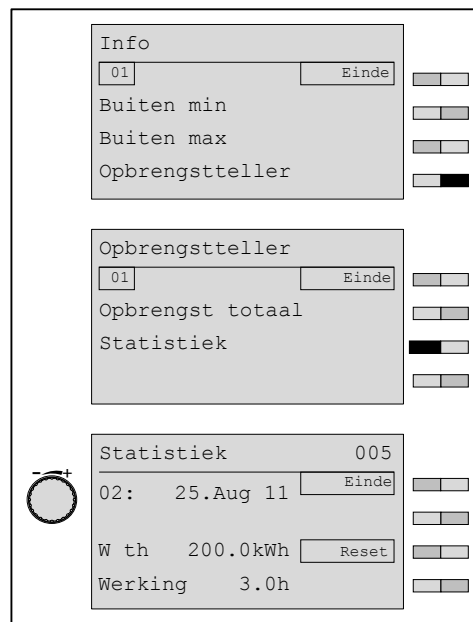 Info
01 Einde
Buiten min
Buiten max
Opbrengstteller
Opbrengstteller
01 Einde
Opbrengst totaal
Statistiek
Statistiek 005
02: 25.Aug 11 Einde
W th 200.0kWh Reset
Werking 3.0h
- +